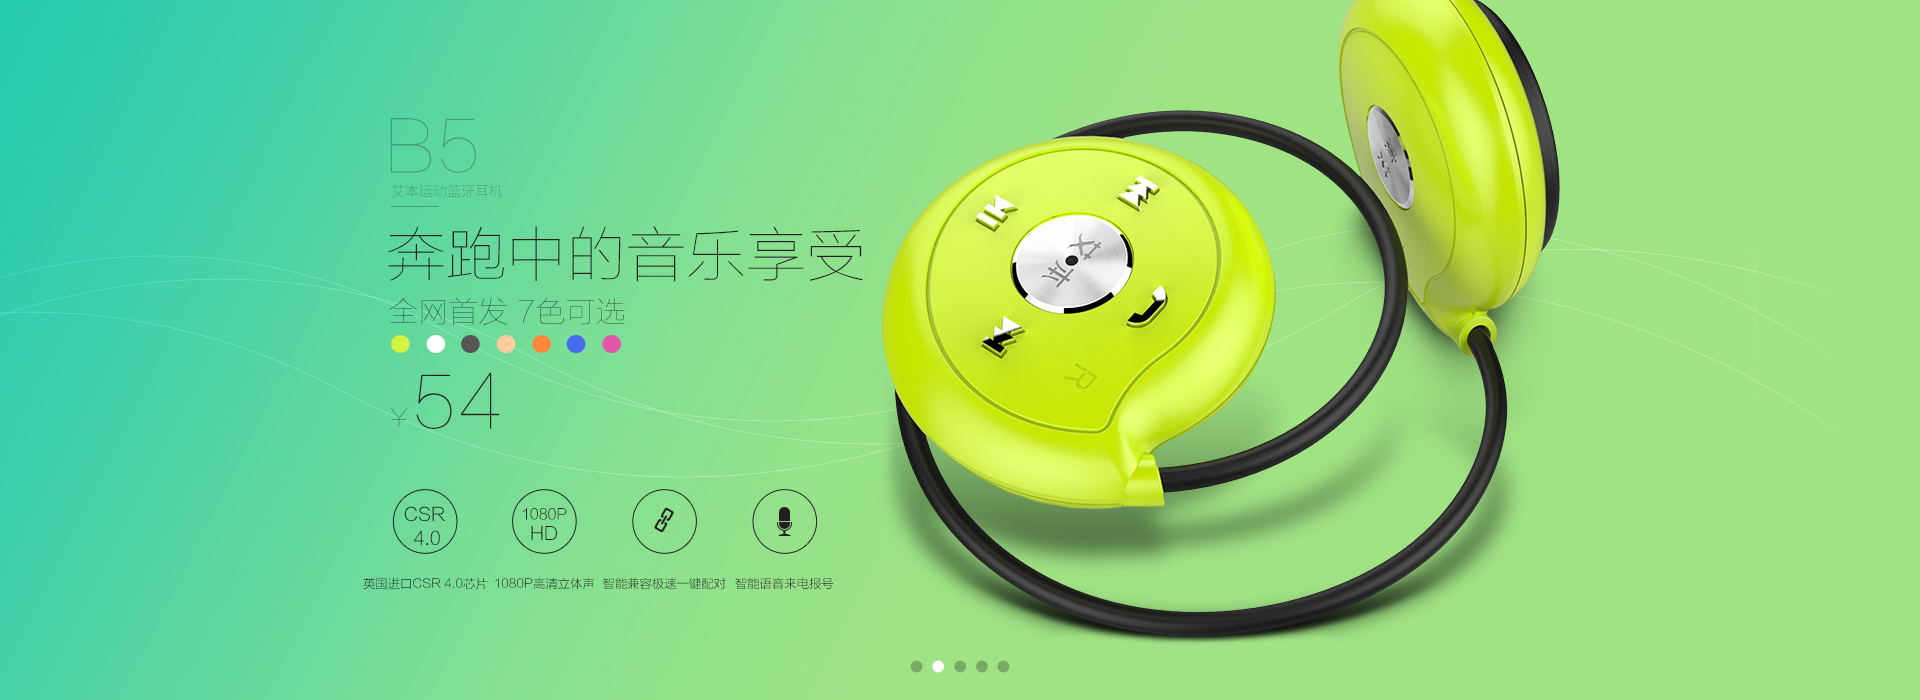 B5
艾本运动蓝牙耳机
奔跑中的音乐享受
全网首发 7色可选
¥54
CSR
4.0
1080P
HD
英国进口CSR 4.0芯片
1080P高清立体声
智能兼容极速一键配对
智能语音来电报号
艾本
R
艾本